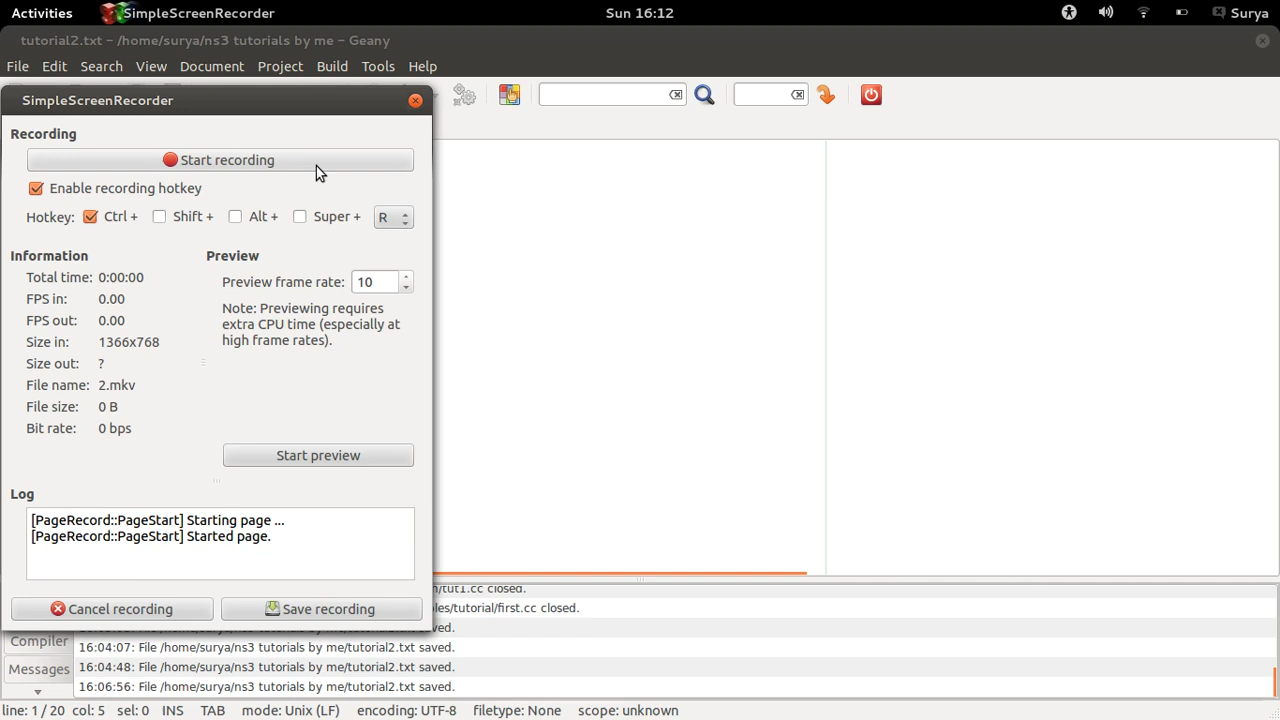 Activities SimpleScreenRecorder Sun 16:12 Surya
tutorial2.txt - /home/surya/ns3 tutorials by me - Geany
File Edit Search View Document Project Build Tools Help
SimpleScreenRecorder
Recording
Start recording
Enable recording hotkey
Hotkey: Ctrl + Shift + Alt + Super + R
Information
Total time: 0:00:00
FPS in: 0.00
FPS out: 0.00
Size in: 1366x768
Size out: ?
File name: 2.mkv
File size: 0 B
Bit rate: 0 bps
Preview
Preview frame rate: 10
Note: Previewing requires
extra CPU time (especially at
high frame rates).
Start preview
Log
[PageRecord::PageStart] Starting page ...
[PageRecord::PageStart] Started page.
Cancel recording Save recording
/tut1.cc closed.
les/tutorial/first.cc closed.
Compiler
Messages
16:04:07: File /home/surya/ns3 tutorials by me/tutorial2.txt saved.
16:04:48: File /home/surya/ns3 tutorials by me/tutorial2.txt saved.
16:06:56: File /home/surya/ns3 tutorials by me/tutorial2.txt saved.
line: 1 / 20 col: 5 sel: 0 INS TAB mode: Unix (LF) encoding: UTF-8 filetype: None scope: unknown